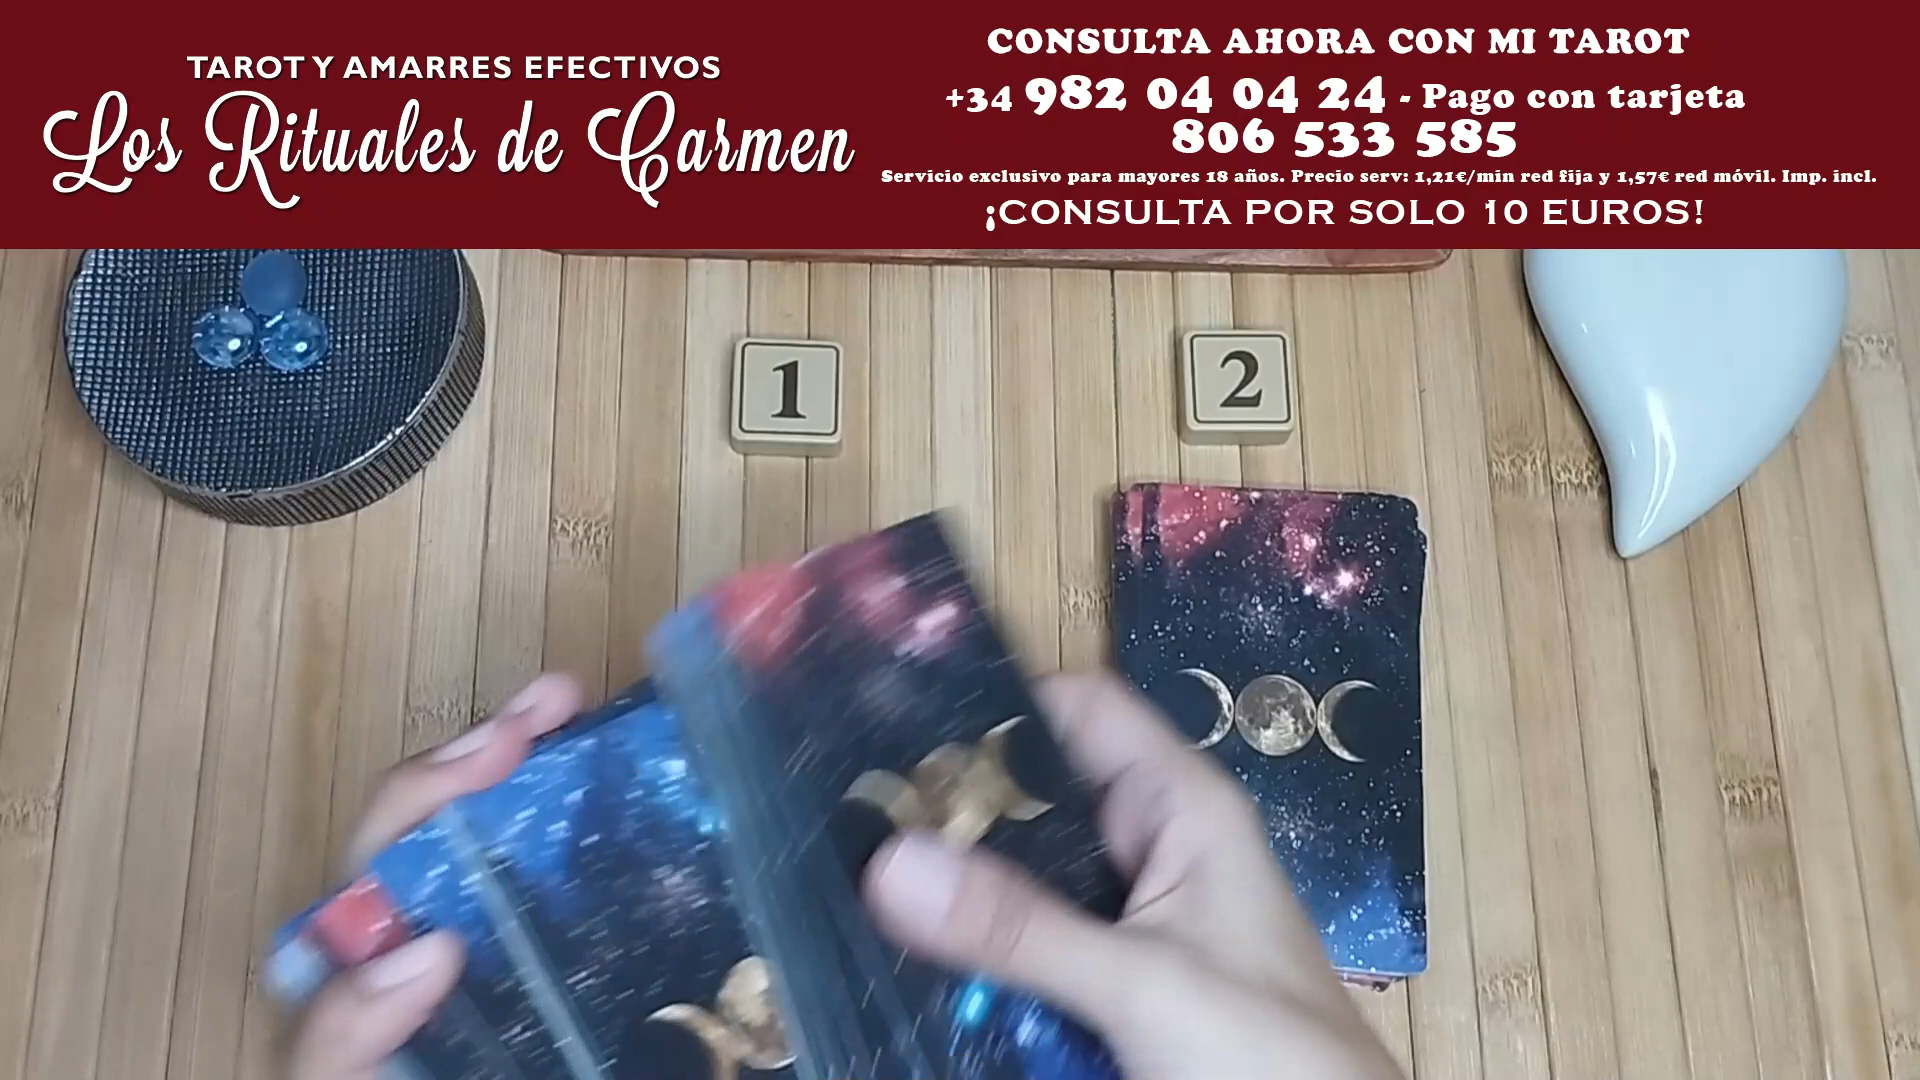 TAROT Y AMARRES EFECTIVOS
Los Rituales de Carmen
CONSULTA AHORA CON MI TAROT
+34 982 04 04 24 - Pago con tarjeta
806 533 585
Servicio exclusivo para mayores 18 años. Precio serv: 1,21€/min red fija y 1,57€ red móvil. Imp. incl.
¡CONSULTA POR SOLO 10 EUROS!
1
2